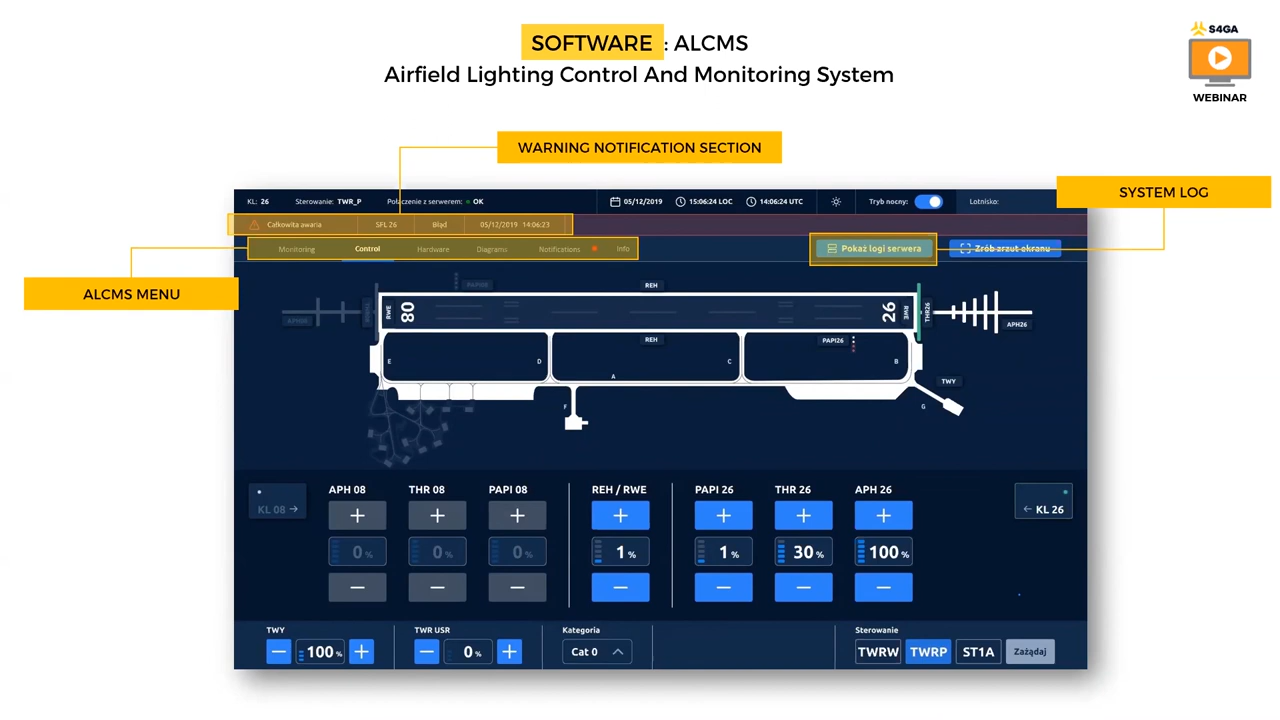 SOFTWARE : ALCMS
Airfield Lighting Control And Monitoring System
S4GA
WEBINAR
WARNING NOTIFICATION SECTION
SYSTEM LOG
ALCMS MENU
KL: 26 Sterowanie: TWR_P Połączenie z serwerem: OK 05/12/2019 15:06:24 LOC 14:06:24 UTC Tryb nocny: Lotnisko:
Całkowita awaria SFL 26 Błąd 05/12/2019 14:06:23
Monitoring Control Hardware Diagrams Notifications Info Pokaż logi serwera Zrób zrzut ekranu
PAPI08 REH
APH08 THR08 RWE 08 26 RWE THR26 APH26
REH PAPI26
E D C B
A TWY
F G
APH 08 THR 08 PAPI 08 REH / RWE PAPI 26 THR 26 APH 26
+ + + + + + +
KL 08 → ← KL 26
0 % 0 % 0 % 1 % 1 % 30 % 100 %
− − − − − − −
TWY TWR USR Kategoria Sterowanie
− 100 % + − 0 % + Cat 0 TWRW TWRP ST1A Zażądaj